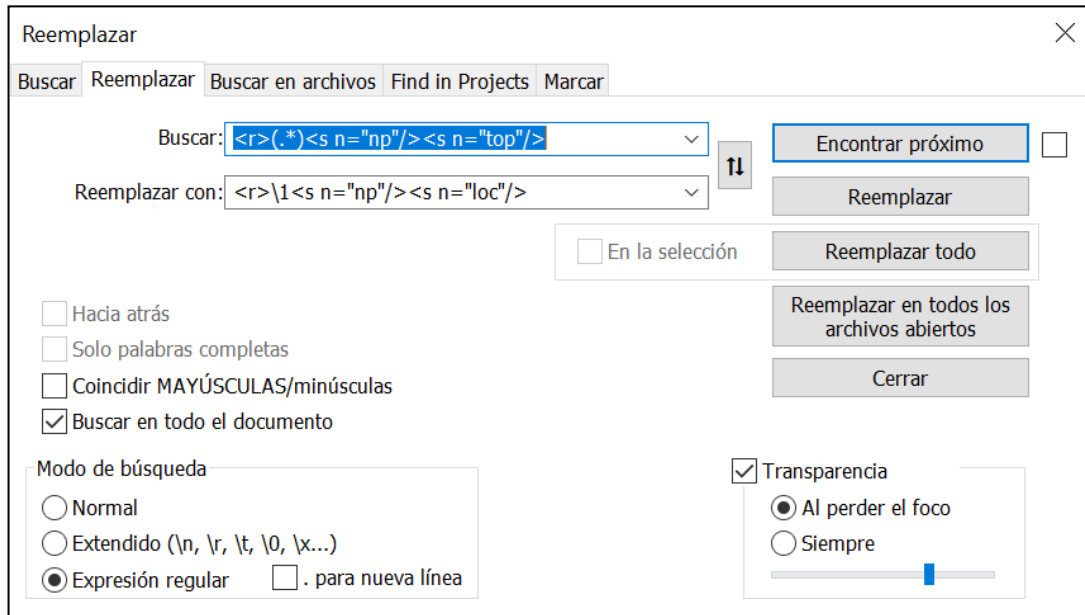 Reemplazar
Buscar Reemplazar Buscar en archivos Find in Projects Marcar
Buscar: <r>(.*)<s n="np"/><s n="top"/> Encontrar próximo
Reemplazar con: <r>\1<s n="np"/><s n="loc"/> Reemplazar
En la selección Reemplazar todo
Reemplazar en todos los
archivos abiertos
Hacia atrás
Solo palabras completas
Coincidir MAYÚSCULAS/minúsculas Cerrar
Buscar en todo el documento
Modo de búsqueda Transparencia
Normal Al perder el foco
Extendido (\n, \r, \t, \0, \x...) Siempre
Expresión regular . para nueva línea